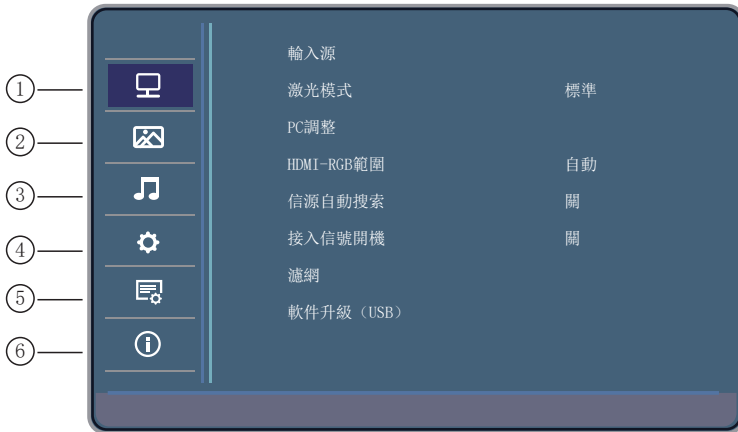 輸入源
① 激光模式 標準
② PC調整
HDMI-RGB範圍 自動
③ 信源自動搜索 關
④ 接入信號開機 關
⑤ 濾網
軟件升級（USB）
⑥